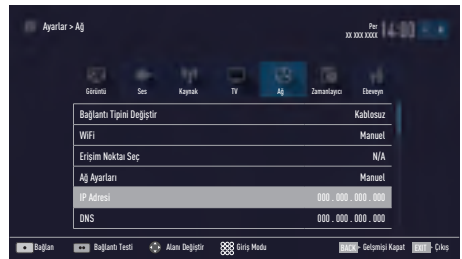 Ayarlar > Ağ
Per
XX XXX XXXX
14:00
Görüntü Ses Kaynak TV Ağ Zamanlayıcı Ebeveyn
Bağlantı Tipini Değiştir Kablosuz
WiFi Manuel
Erişim Noktaı Seç N/A
Ağ Ayarları Manuel
IP Adresi 000 . 000 . 000 . 000
DNS 000 . 000 . 000 . 000
Bağlan Bağlantı Testi Alanı Değiştir Giriş Modu BACK - Gelşmişi Kapat EXIT - Çıkış